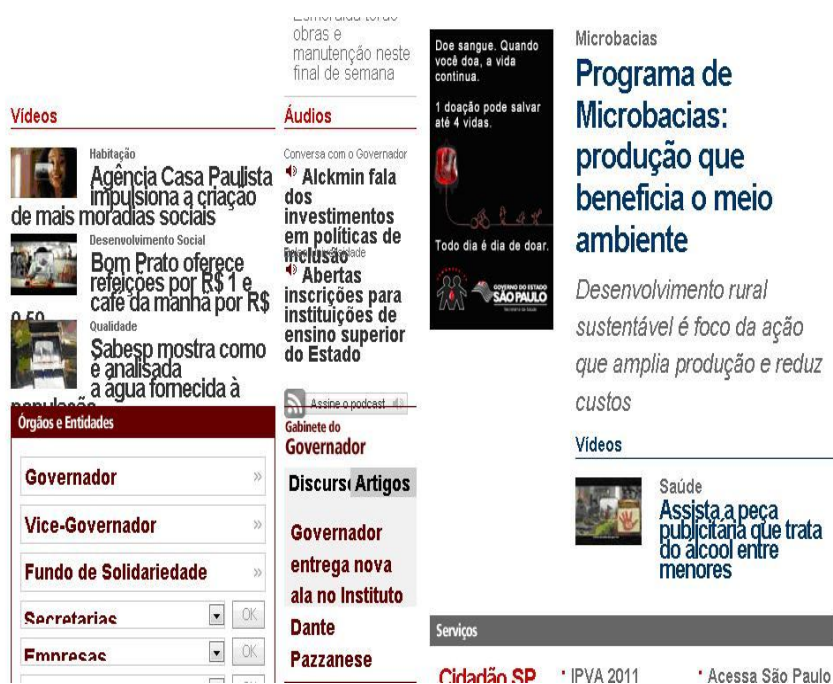 obras e
manutenção neste
final de semana
Vídeos
Habitação
Agência Casa Paulista
impulsiona a criação
de mais moradias sociais
Desenvolvimento Social
Bom Prato oferece
refeições por R$ 1 e
café da manhã por R$
0,50
Qualidade
Sabesp mostra como
é analisada
a água fornecida à
população
Órgãos e Entidades
Governador »
Vice-Governador »
Fundo de Solidariedade »
Secretarias OK
Empresas OK
Áudios
Conversa com o Governador
Alckmin fala
dos
investimentos
em políticas de
inclusão
Abertas
inscrições para
instituições de
ensino superior
do Estado
Assine o podcast
Gabinete do
Governador
Discurs Artigos
Governador
entrega nova
ala no Instituto
Dante
Pazzanese
Doe sangue. Quando
você doa, a vida
continua.
1 doação pode salvar
até 4 vidas.
Todo dia é dia de doar.
GOVERNO DO ESTADO
SÃO PAULO
Secretaria da Saúde
Microbacias
Programa de
Microbacias:
produção que
beneficia o meio
ambiente
Desenvolvimento rural
sustentável é foco da ação
que amplia produção e reduz
custos
Vídeos
Saúde
Assista a peça
publicitária que trata
do álcool entre
menores
Serviços
Cidadão SP
IPVA 2011
Acessa São Paulo